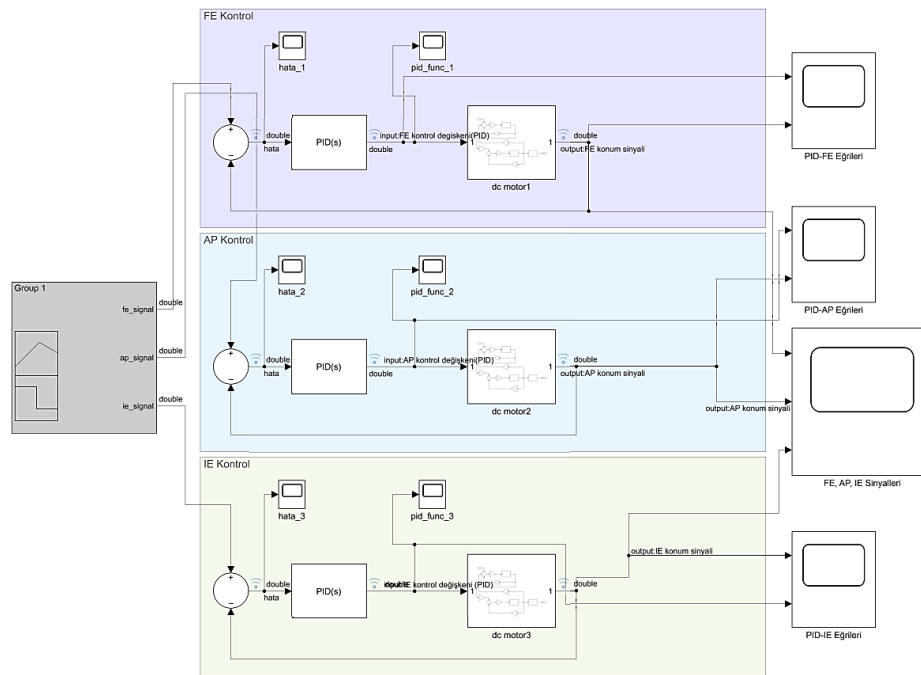 FE Kontrol
hata_1
pid_func_1
+
−
double
hata
PID(s)
input:FE kontrol degiskeni(PID)
double
1
1
dc motor1
double
output:FE konum sinyali
PID-FE Eğrileri
AP Kontrol
hata_2
pid_func_2
+
−
double
hata
PID(s)
input:AP kontrol değişkeni(PID)
double
1
1
dc motor2
double
output:AP konum sinyali
PID-AP Eğrileri
Group 1
fe_signal
double
ap_signal
double
ie_signal
double
output:AP konum sinyali
FE, AP, IE Sinyalleri
IE Kontrol
hata_3
pid_func_3
+
−
double
hata
PID(s)
IE kontrol değişkeni (PID)
1
1
dc motor3
double
output:IE konum sinyali
PID-IE Eğrileri